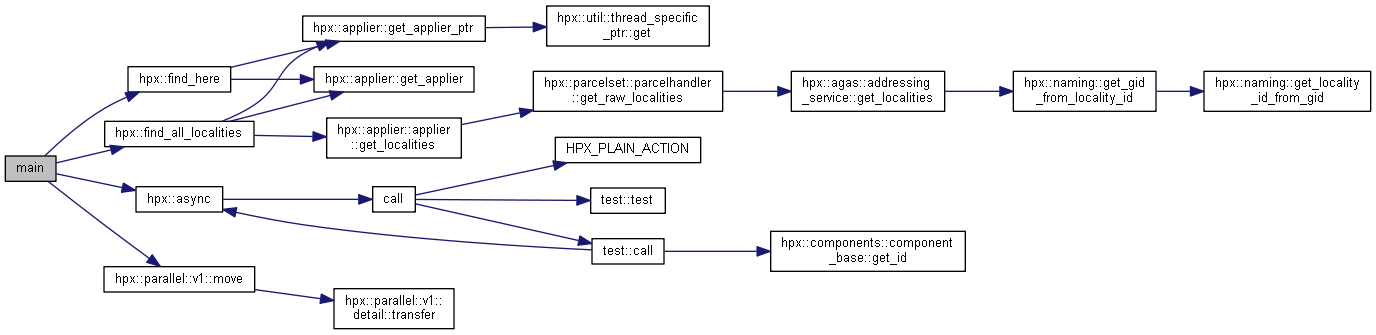 main
hpx::find_here
hpx::find_all_localities
hpx::async
hpx::parallel::v1::move
hpx::applier::get_applier_ptr
hpx::applier::get_applier
hpx::applier::applier
::get_localities
call
hpx::parallel::v1::
detail::transfer
hpx::util::thread_specific
_ptr::get
hpx::parcelset::parcelhandler
::get_raw_localities
HPX_PLAIN_ACTION
test::test
test::call
hpx::agas::addressing
_service::get_localities
hpx::components::component
_base::get_id
hpx::naming::get_gid
_from_locality_id
hpx::naming::get_locality
_id_from_gid